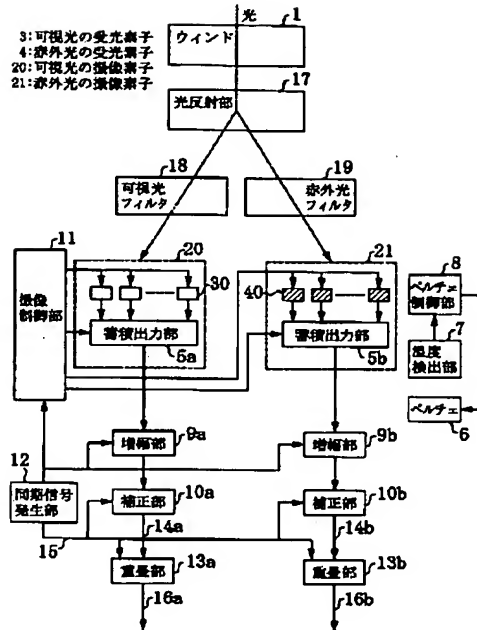 3:可視光の受光素子
4:赤外光の受光素子
20:可視光の撮像素子
21:赤外光の撮像素子
光
1
ウィンド
17
光反射部
18
可視光
フィルタ
19
赤外光
フィルタ
11
撮像
制御部
20
30
蓄積出力部
5a
21
40
蓄積出力部
5b
8
ペルチェ
制御部
7
温度
検出部
ペルチェ
6
増幅部
9a
増幅部
9b
12
同期信号
発生部
15
補正部
10a
補正部
10b
14a
14b
重畳部
13a
重畳部
13b
16a
16b